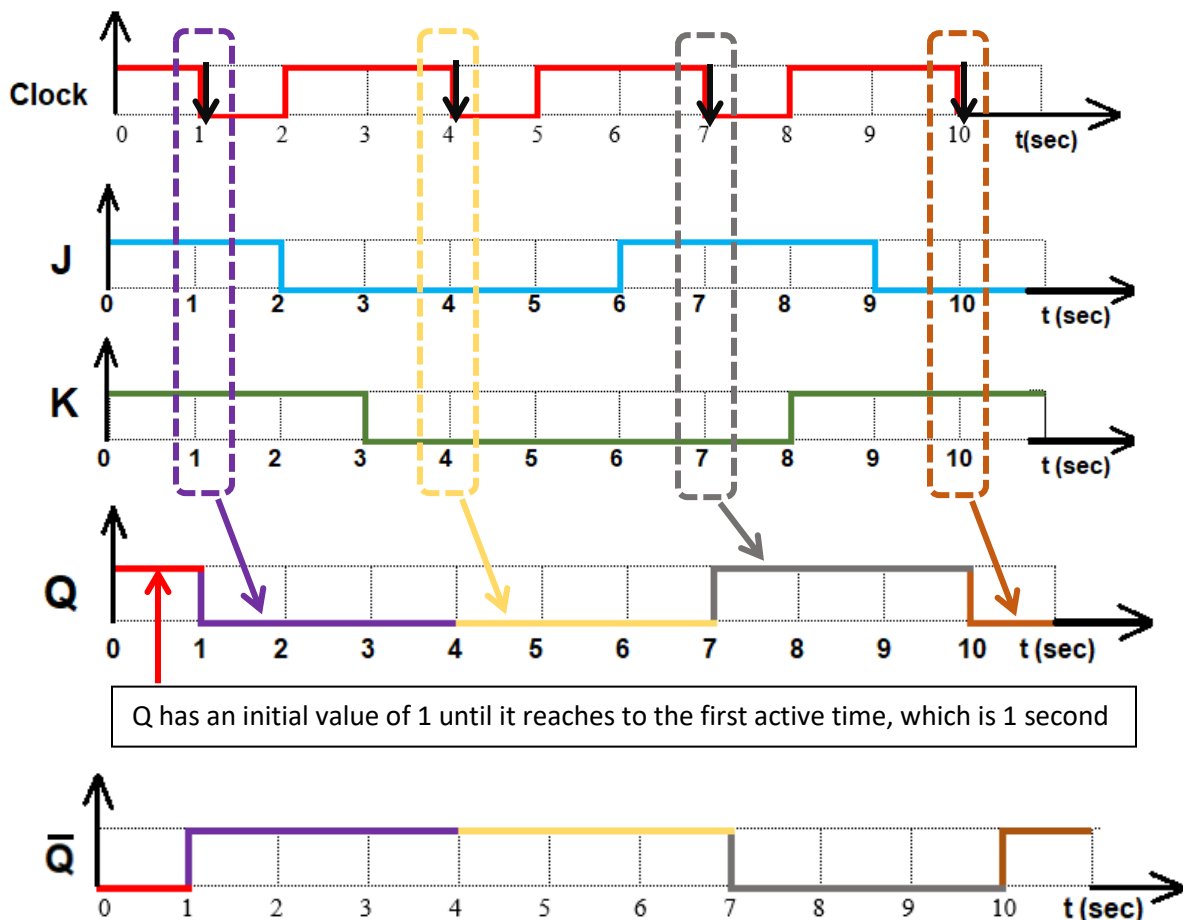 Clock
0 1 2 3 4 5 6 7 8 9 10 t(sec)
J
0 1 2 3 4 5 6 7 8 9 10 t (sec)
K
0 1 2 3 4 5 6 7 8 9 10 t (sec)
Q
0 1 2 3 4 5 6 7 8 9 10 t (sec)
Q has an initial value of 1 until it reaches to the first active time, which is 1 second
Q̅
0 1 2 3 4 5 6 7 8 9 10 t (sec)